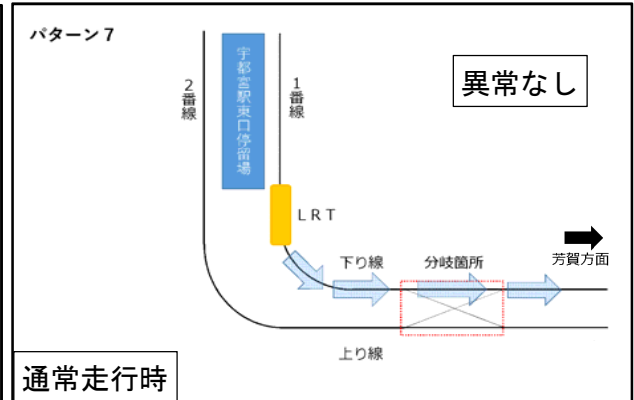 パターン７
異常なし
宇都宮駅東口停留場
２番線
１番線
ＬＲＴ
芳賀方面
下り線
分岐箇所
上り線
通常走行時